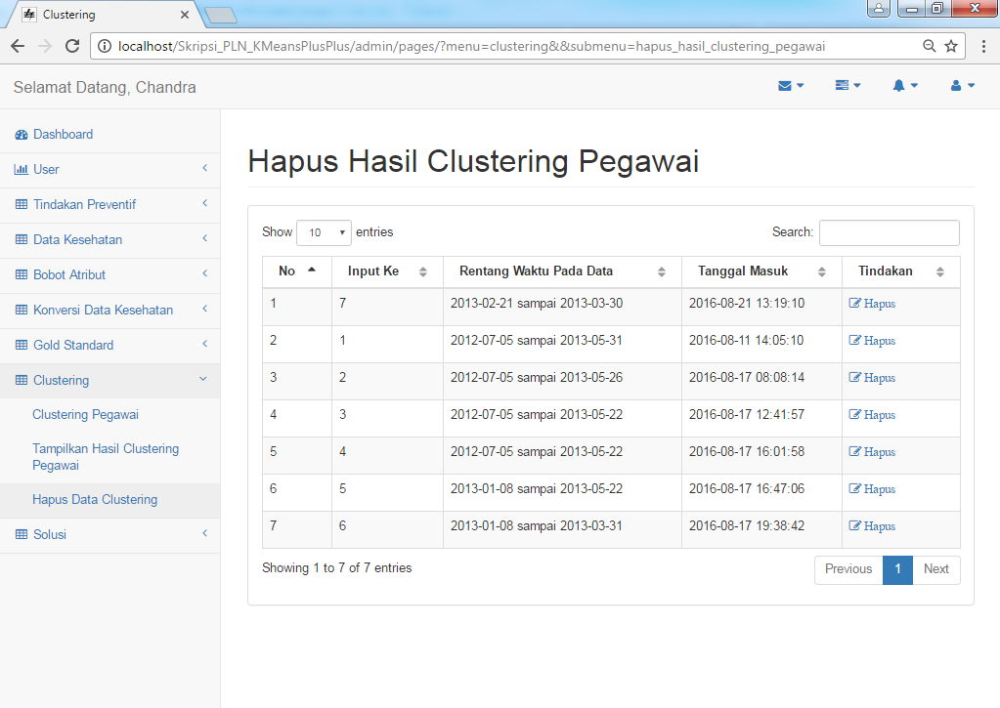 Clustering
localhost/Skripsi_PLN_KMeansPlusPlus/admin/pages/?menu=clustering&&submenu=hapus_hasil_clustering_pegawai
Selamat Datang, Chandra
Dashboard
User
Tindakan Preventif
Data Kesehatan
Bobot Atribut
Konversi Data Kesehatan
Gold Standard
Clustering
Clustering Pegawai
Tampilkan Hasil Clustering
Pegawai
Hapus Data Clustering
Solusi
Hapus Hasil Clustering Pegawai
Show 10 entries Search:
No Input Ke Rentang Waktu Pada Data Tanggal Masuk Tindakan
1 7 2013-02-21 sampai 2013-03-30 2016-08-21 13:19:10 Hapus
2 1 2012-07-05 sampai 2013-05-31 2016-08-11 14:05:10 Hapus
3 2 2012-07-05 sampai 2013-05-26 2016-08-17 08:08:14 Hapus
4 3 2012-07-05 sampai 2013-05-22 2016-08-17 12:41:57 Hapus
5 4 2012-07-05 sampai 2013-05-22 2016-08-17 16:01:58 Hapus
6 5 2013-01-08 sampai 2013-05-22 2016-08-17 16:47:06 Hapus
7 6 2013-01-08 sampai 2013-03-31 2016-08-17 19:38:42 Hapus
Showing 1 to 7 of 7 entries Previous 1 Next